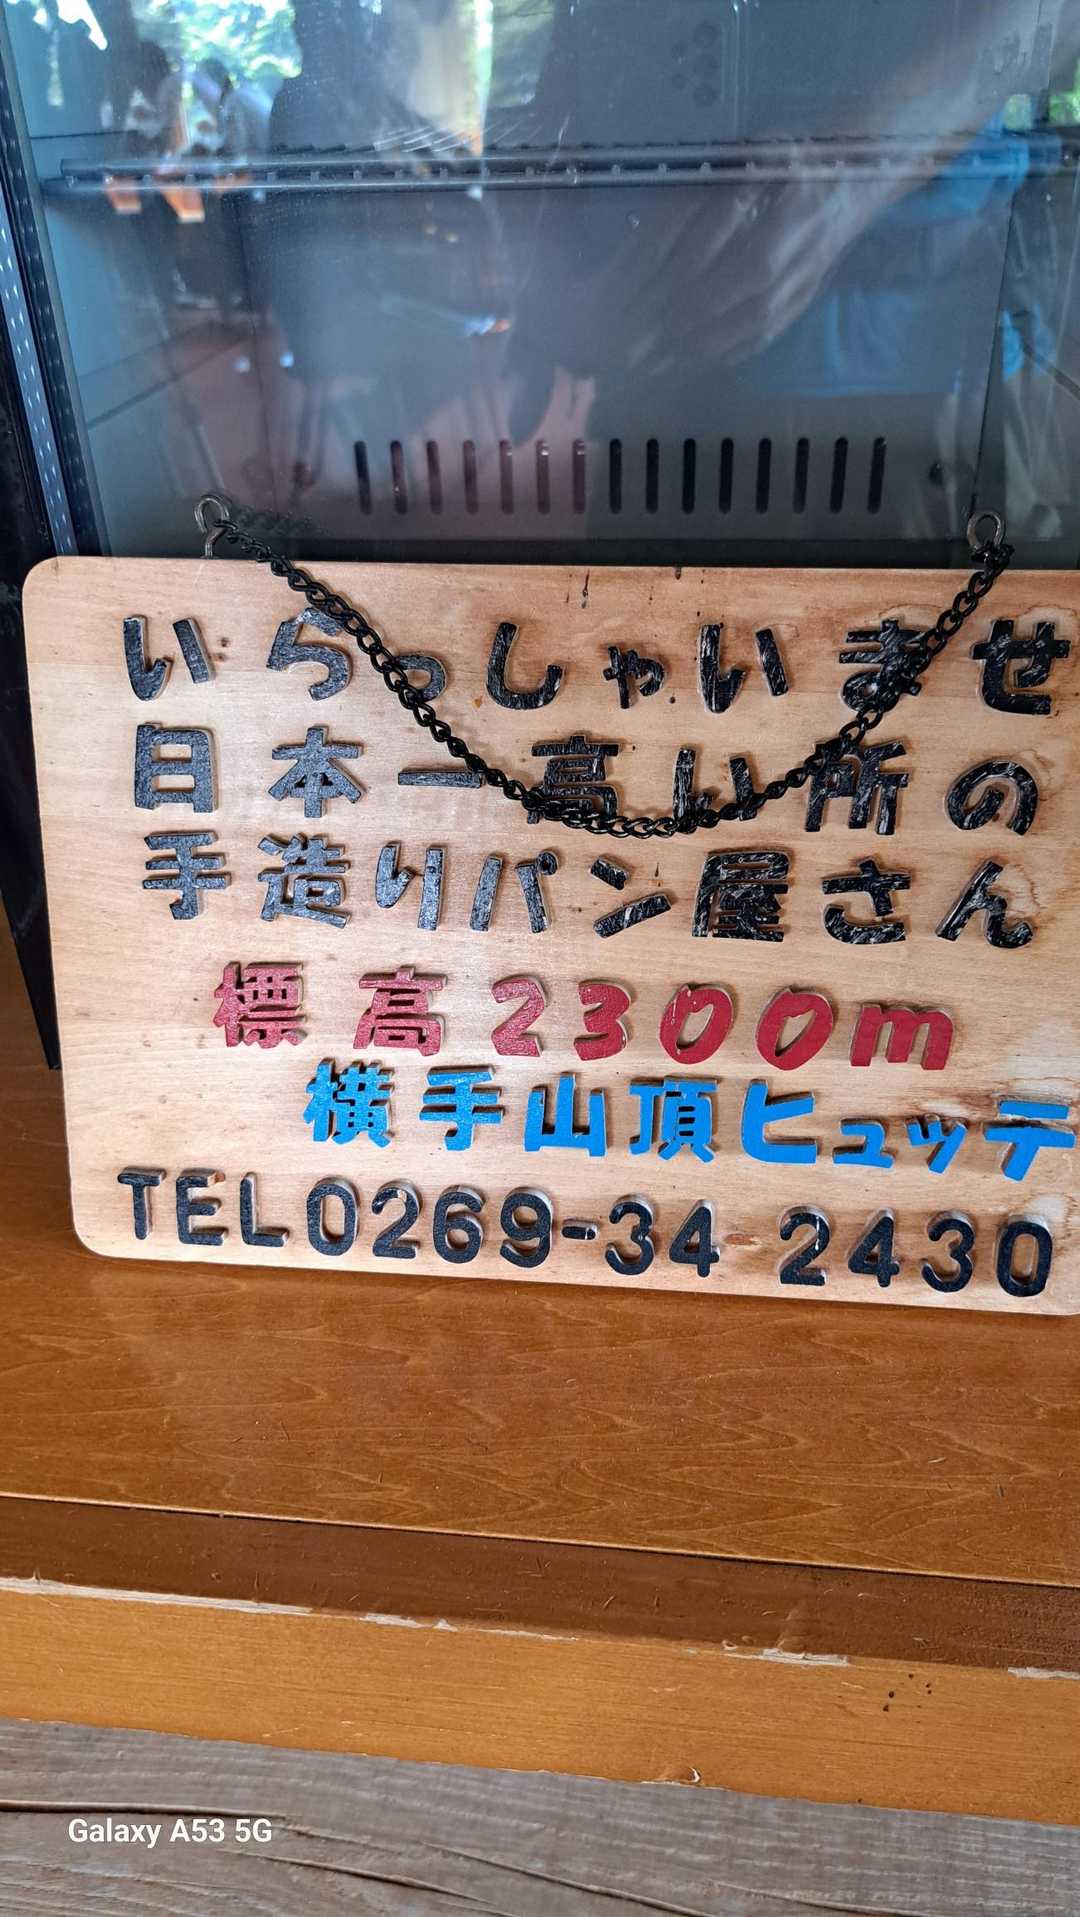 いらっしゃいませ
日本一高い所の
手造りパン屋さん
標高2300m
横手山頂ヒュッテ
TEL0269-34 2430
Galaxy A53 5G